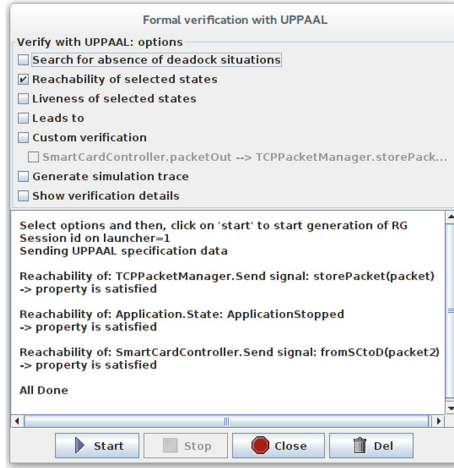 Formal verification with UPPAAL
Verify with UPPAAL: options
Search for absence of deadock situations
Reachability of selected states
Liveness of selected states
Leads to
Custom verification
SmartCardController.packetOut --> TCPPacketManager.storePack...
Generate simulation trace
Show verification details
Select options and then, click on 'start' to start generation of RG
Session id on launcher=1
Sending UPPAAL specification data
Reachability of: TCPPacketManager.Send signal: storePacket(packet)
-> property is satisfied
Reachability of: Application.State: ApplicationStopped
-> property is satisfied
Reachability of: SmartCardController.Send signal: fromSCtoD(packet2)
-> property is satisfied
All Done
Start Stop Close Del